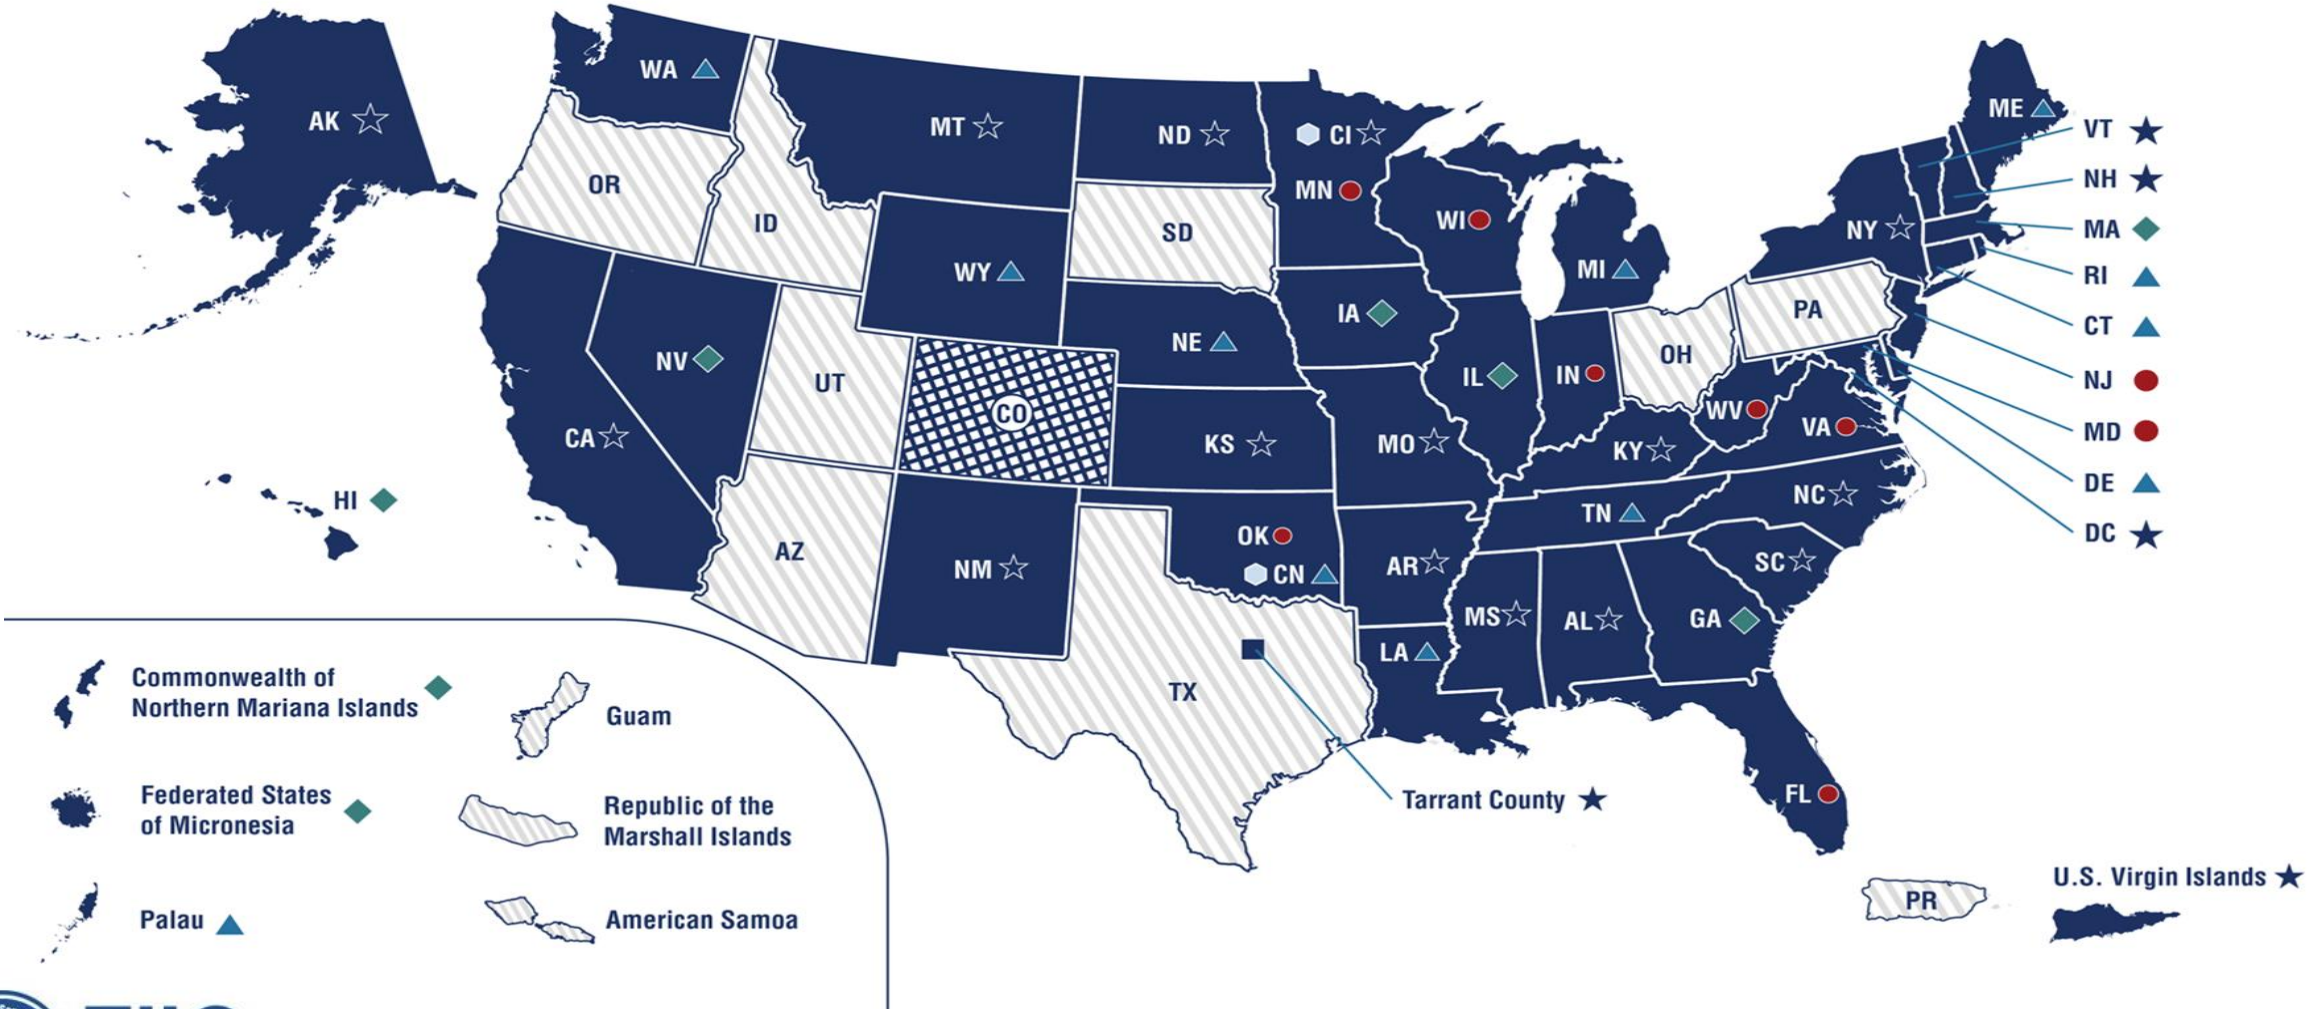 AK
WA
OR
ID
MT
ND
CI
MN
SD
WY
WI
MI
ME
VT
NH
MA
NY
RI
CT
PA
NJ
MD
DE
DC
NV
UT
CO
NE
IA
IL
IN
OH
WV
VA
KY
CA
KS
MO
HI
AZ
NM
OK
CN
AR
TN
NC
SC
MS
AL
GA
LA
TX
Tarrant County
FL
Commonwealth of
Northern Mariana Islands
Guam
Federated States
of Micronesia
Republic of the
Marshall Islands
Palau
American Samoa
PR
U.S. Virgin Islands